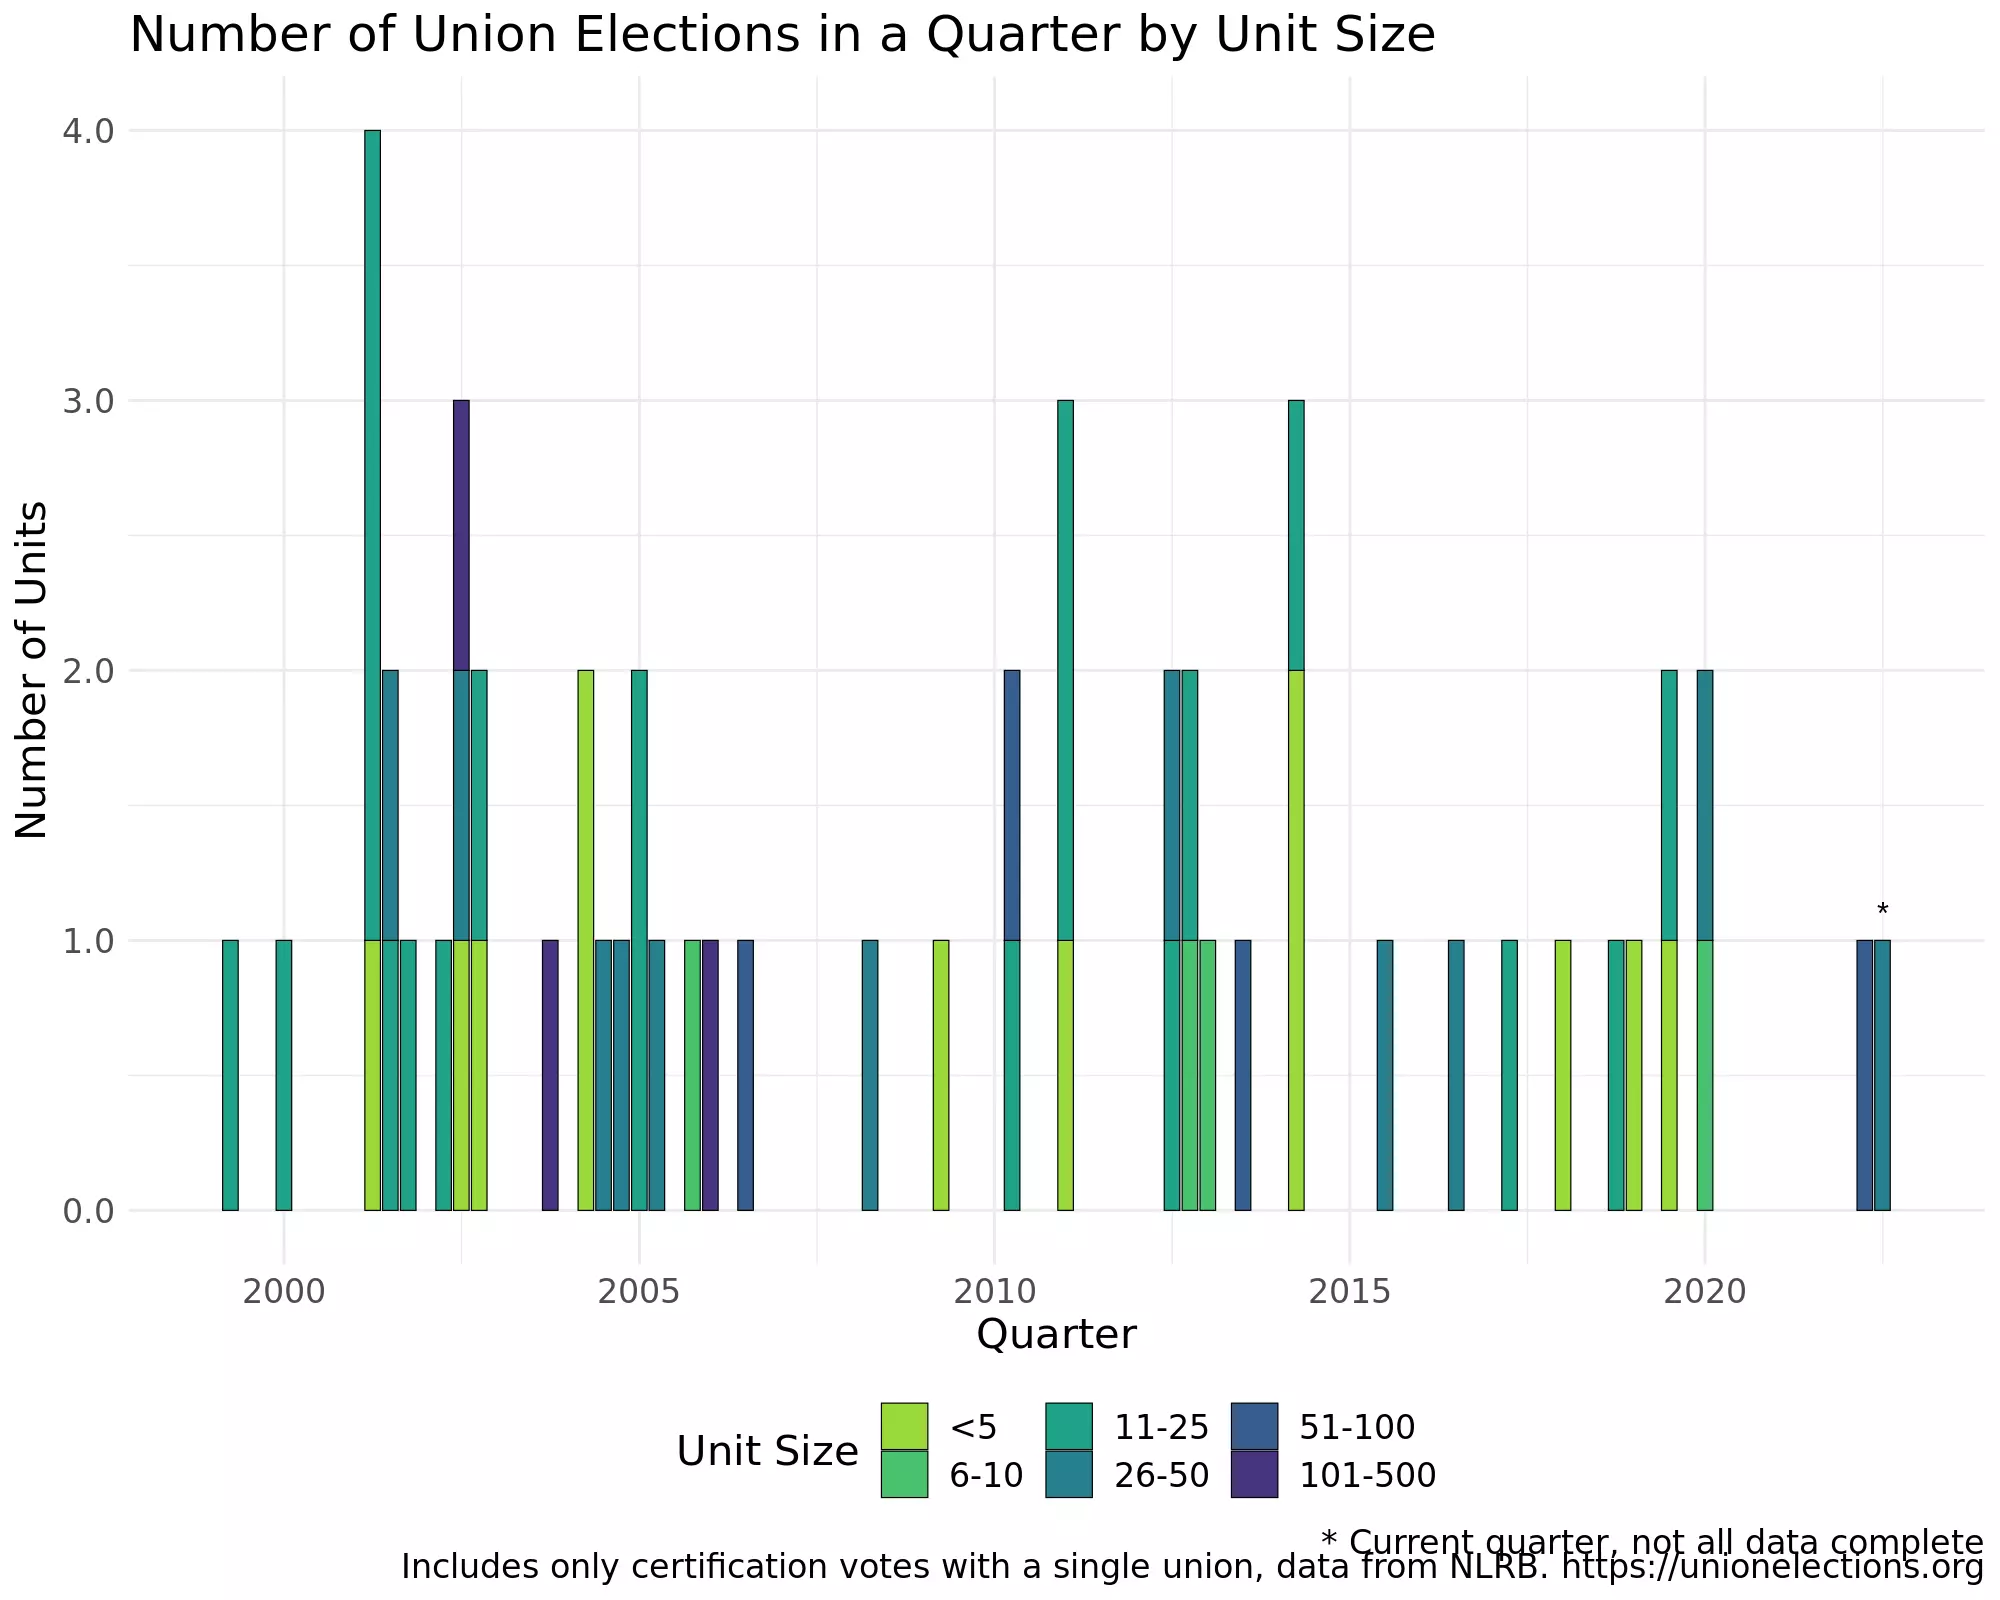 Number of Union Elections in a Quarter by Unit Size
Number of Units
4.0
3.0
2.0
1.0
0.0
*
2000 2005 2010 2015 2020
Quarter
Unit Size
<5 11-25 51-100
6-10 26-50 101-500
* Current quarter, not all data complete
Includes only certification votes with a single union, data from NLRB. https://unionelections.org